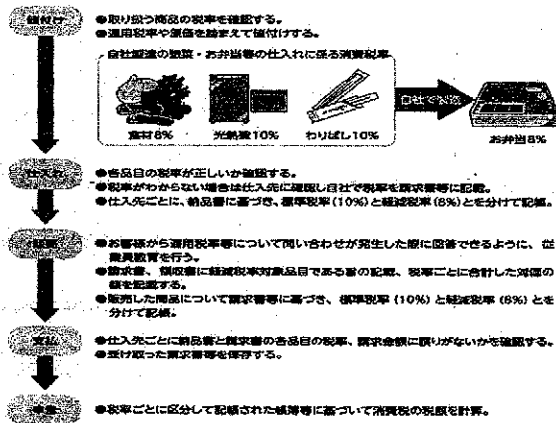 値付け
●取り扱う商品の税率を確認する。
●適用税率や原価を踏まえて値付けする。
自社製造の惣菜・お弁当等の仕入れに係る消費税率
食材8%
光熱費10%
わりばし10%
自社で製造
お弁当8%
仕入れ
●各品目の税率が正しいか確認する。
●税率がわからない場合は仕入先に確認し自社で税率を請求書等に記載。
●仕入先ごとに、納品書に基づき、標準税率(10%)と軽減税率(8%)とを分けて記帳。
●お客様から適用税率等について問い合わせが発生した際に回答できるように、従
業員教育を行う。
●請求書、領収書に軽減税率対象品目である旨の記載、税率ごとに合計した対価の
額を記載する。
●販売した商品について請求書等に基づき、標準税率(10%)と軽減税率(8%)とを
分けて記帳。
支払
●仕入先ごとに納品書と請求書の各品目の税率、請求金額に誤りがないかを確認する。
●受け取った請求書等を保存する。
●税率ごとに区分して記帳された帳簿等に基づいて消費税の税額を計算。